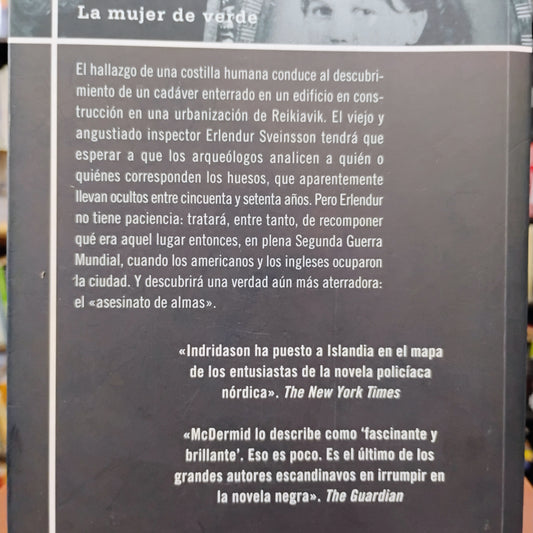 La mujer de verde
El hallazgo de una costilla humana conduce al descubri-
miento de un cadáver enterrado en un edificio en cons-
trucción en una urbanización de Reikiavik. El viejo y
angustiado inspector Erlendur Sveinsson tendrá que
esperar a que los arqueólogos analicen a quién o
quiénes corresponden los huesos, que aparentemente
llevan ocultos entre cincuenta y setenta años. Pero Erlendur
no tiene paciencia: tratará, entre tanto, de recomponer
qué era aquel lugar entonces, en plena Segunda Guerra
Mundial, cuando los americanos y los ingleses ocuparon
la ciudad. Y descubrirá una verdad aún más aterradora:
el «asesinato de almas».
«Indridason ha puesto a Islandia en el mapa
de los entusiastas de la novela policíaca
nórdica». The New York Times
«McDermid lo describe como ‘fascinante y
brillante’. Eso es poco. Es el último de los
grandes autores escandinavos en irrumpir en
la novela negra». The Guardian